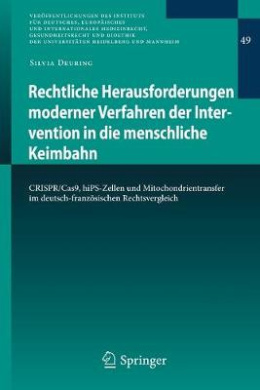 VERÖFFENTLICHUNGEN DES INSTITUTS
FÜR DEUTSCHES, EUROPÄISCHES
UND INTERNATIONALES MEDIZINRECHT,
GESUNDHEITSRECHT UND BIOETHIK
DER UNIVERSITÄTEN HEIDELBERG UND MANNHEIM
49
SILVIA DEURING
Rechtliche Herausforderungen
moderner Verfahren der Inter-
vention in die menschliche
Keimbahn
CRISPR/Cas9, hiPS-Zellen und Mitochondrientransfer
im deutsch-französischen Rechtsvergleich
Springer